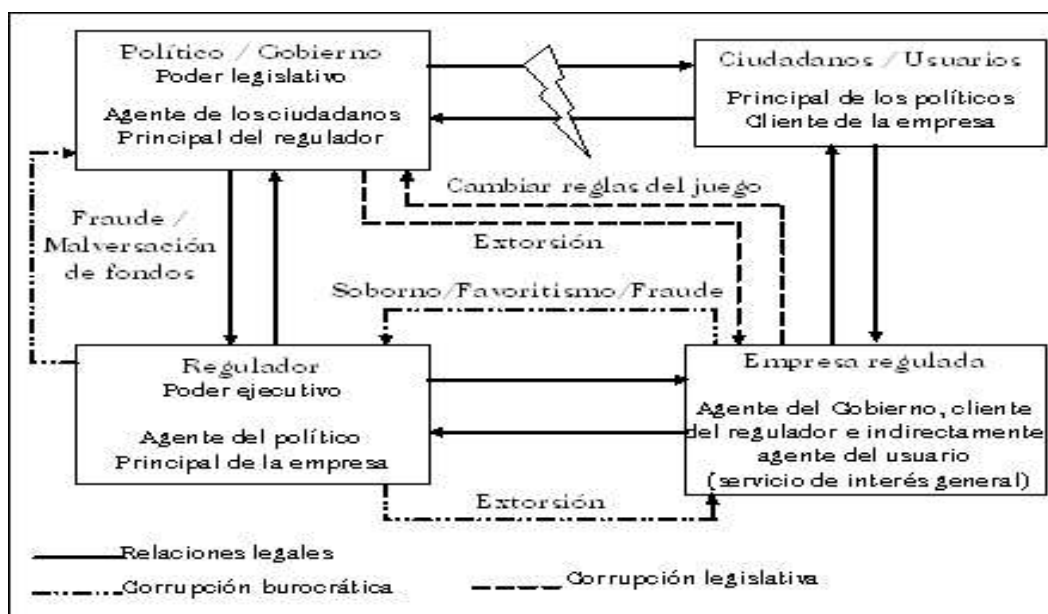 Político / Gobierno
Poder legislativo
Agente de los ciudadanos
Principal del regulador
Ciudadanos / Usuarios
Principal de los políticos
Cliente de la empresa
Cambiar reglas del juego
Extorsión
Fraude /
Malversación
de fondos
Soborno/Favoritismo/Fraude
Regulador
Poder ejecutivo
Agente del político
Principal de la empresa
Empresa regulada
Agente del Gobierno, cliente
del regulador e indirectamente
agente del usuario
(servicio de interés general)
Extorsión
Relaciones legales
Corrupción burocrática
Corrupción legislativa